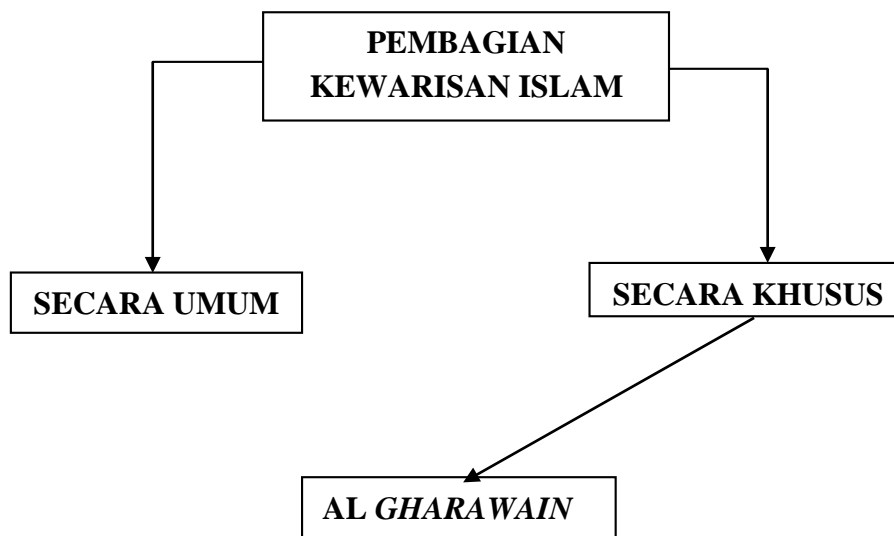 PEMBAGIAN
KEWARISAN ISLAM
SECARA UMUM
SECARA KHUSUS
AL GHARAWAIN